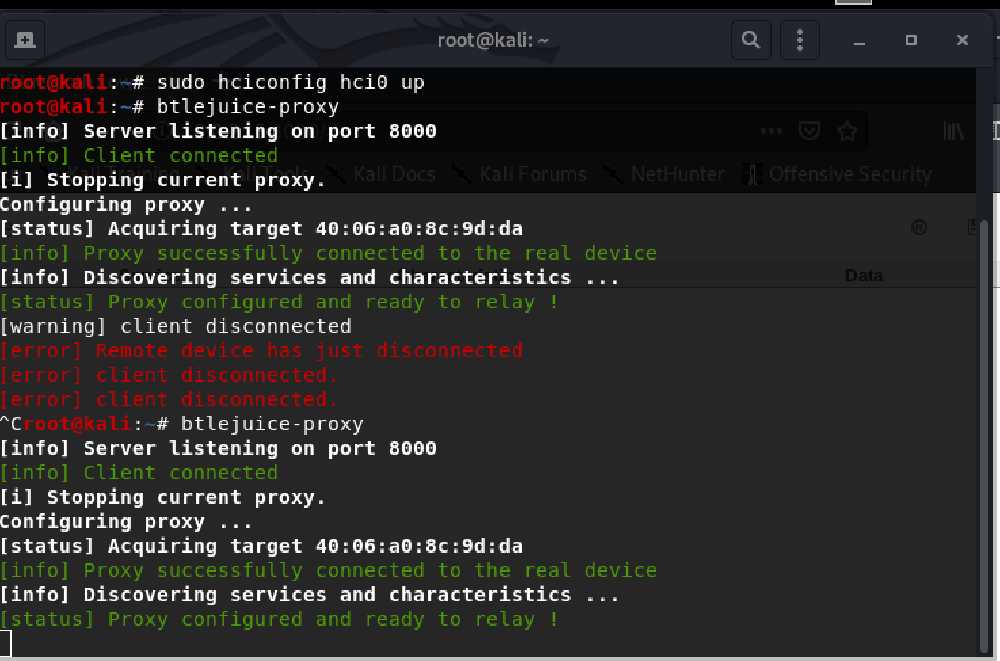 root@kali: ~
root@kali:~# sudo hciconfig hci0 up
root@kali:~# btlejuice-proxy
[info] Server listening on port 8000
[info] Client connected
[i] Stopping current proxy.
Kali Training Kali Tools Kali Docs Kali Forums NetHunter Offensive Security
Configuring proxy ...
[status] Acquiring target 40:06:a0:8c:9d:da
[info] Proxy successfully connected to the real device
[info] Discovering services and characteristics ...
Data
[status] Proxy configured and ready to relay !
[warning] client disconnected
[error] Remote device has just disconnected
[error] client disconnected.
[error] client disconnected.
^Croot@kali:~# btlejuice-proxy
[info] Server listening on port 8000
[info] Client connected
[i] Stopping current proxy.
Configuring proxy ...
[status] Acquiring target 40:06:a0:8c:9d:da
[info] Proxy successfully connected to the real device
[info] Discovering services and characteristics ...
[status] Proxy configured and ready to relay !